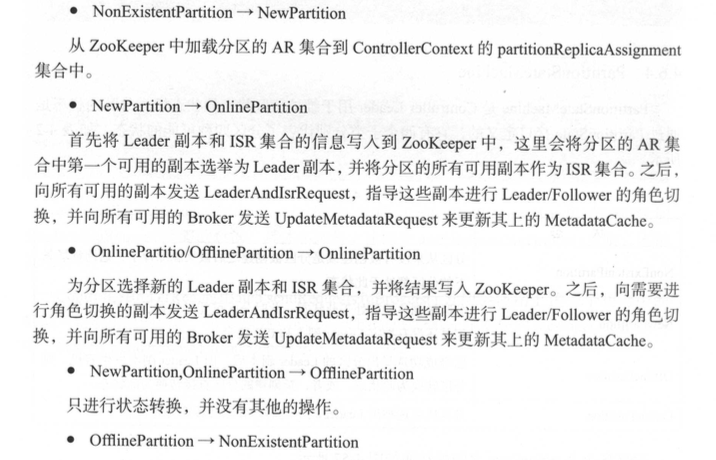 ● NonExistentPartition → NewPartition
从 ZooKeeper 中加载分区的 AR 集合到 ControllerContext 的 partitionReplicaAssignment
集合中。
● NewPartition → OnlinePartition
首先将 Leader 副本和 ISR 集合的信息写入到 ZooKeeper 中，这里会将分区的 AR 集
合中第一个可用的副本选举为 Leader 副本，并将分区的所有可用副本作为 ISR 集合。之后，
向所有可用的副本发送 LeaderAndIsrRequest，指导这些副本进行 Leader/Follower 的角色切
换，并向所有可用的 Broker 发送 UpdateMetadataRequest 来更新其上的 MetadataCache。
● OnlinePartitio/OfflinePartition → OnlinePartition
为分区选择新的 Leader 副本和 ISR 集合，并将结果写入 ZooKeeper。之后，向需要进
行角色切换的副本发送 LeaderAndIsrRequest，指导这些副本进行 Leader/Follower 的角色切
换，并向所有可用的 Broker 发送 UpdateMetadataRequest 来更新其上的 MetadataCache。
● NewPartition,OnlinePartition → OfflinePartition
只进行状态转换，并没有其他的操作。
● OfflinePartition → NonExistentPartition